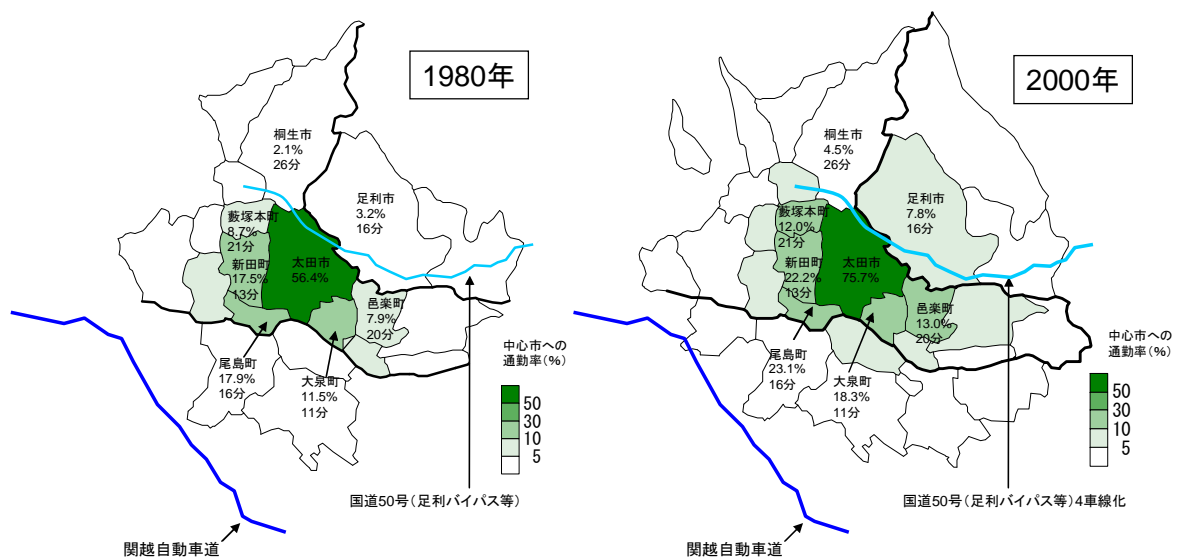 1980年
桐生市
2.1%
26分
足利市
3.2%
16分
藪塚本町
8.7%
21分
新田町
17.5%
13分
太田市
56.4%
邑楽町
7.9%
20分
尾島町
17.9%
16分
大泉町
11.5%
11分
中心市への
通勤率(%)
50
30
10
5
国道50号(足利バイパス等)
関越自動車道
2000年
桐生市
4.5%
26分
足利市
7.8%
16分
藪塚本町
12.0%
21分
新田町
22.2%
13分
太田市
75.7%
邑楽町
13.0%
20分
尾島町
23.1%
16分
大泉町
18.3%
11分
中心市への
通勤率(%)
50
30
10
5
国道50号(足利バイパス等)4車線化
関越自動車道